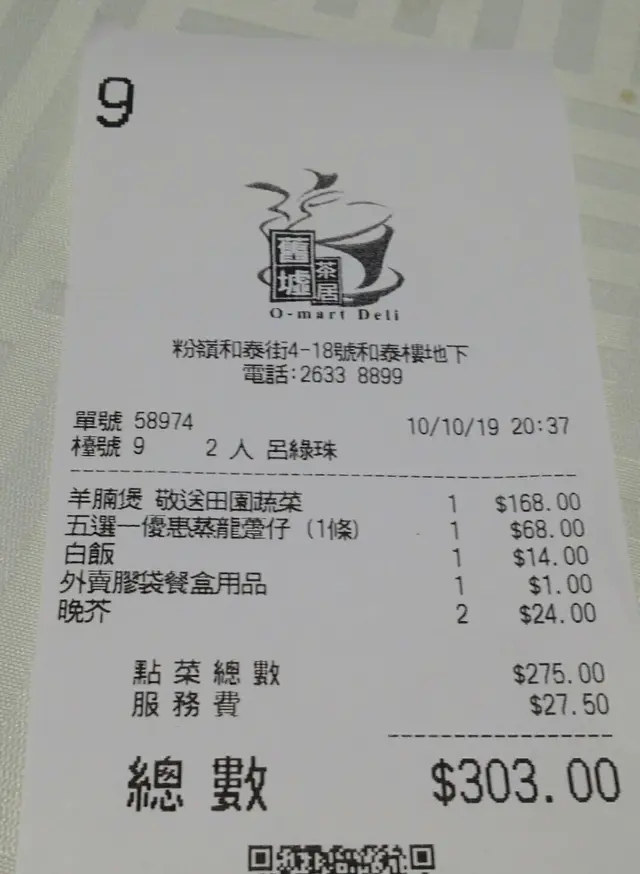 9
舊墟
茶居
O-mart Deli
粉嶺和泰街4-18號和泰樓地下
電話:2633 8899
單號 58974 10/10/19 20:37
檯號 9 2 人 呂綠珠
羊腩煲 敬送田園蔬菜 1 $168.00
五選一優惠蒸龍躉仔 (1條) 1 $68.00
白飯 1 $14.00
外賣膠袋餐盒用品 1 $1.00
晚芥 2 $24.00
點菜總數 $275.00
服務費 $27.50
總數 $303.00